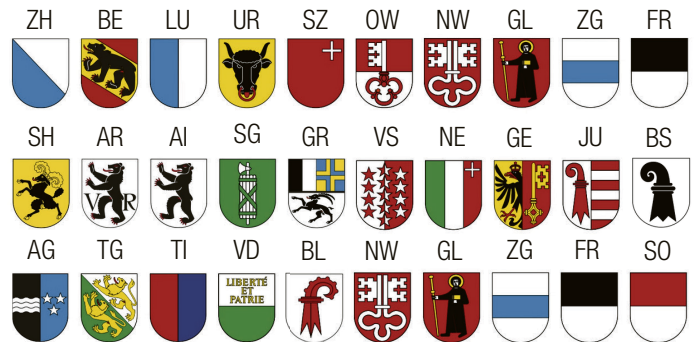 ZH BE LU UR SZ OW NW GL ZG FR
SH AR AI SG GR VS NE GE JU BS
V R
AG TG TI VD BL NW GL ZG FR SO
LIBERTÉ
ET
PATRIE